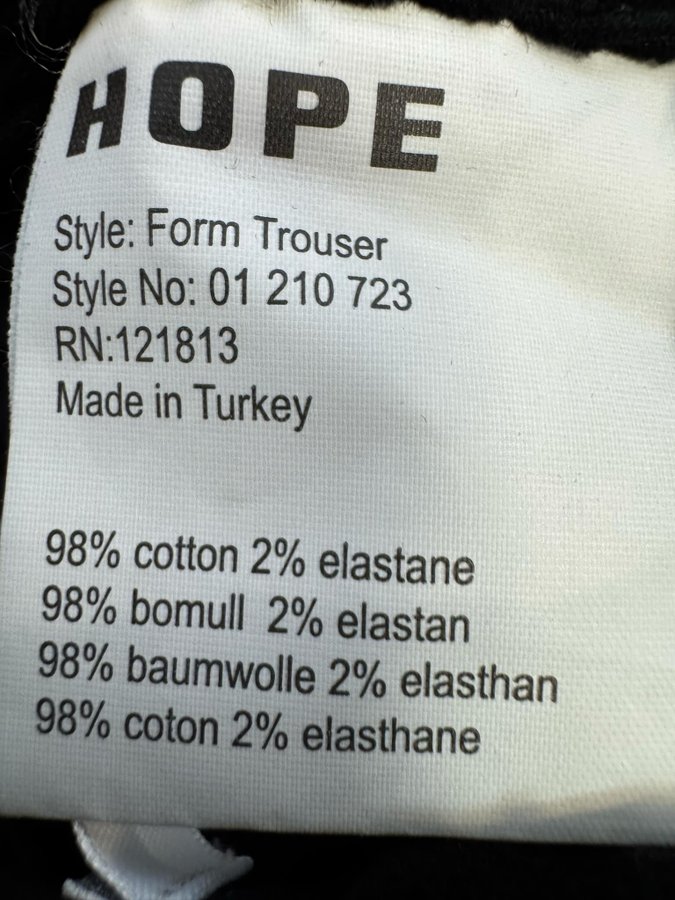 HOPE
Style: Form Trouser
Style No: 01 210 723
RN:121813
Made in Turkey
98% cotton 2% elastane
98% bomull 2% elastan
98% baumwolle 2% elasthan
98% coton 2% elasthane